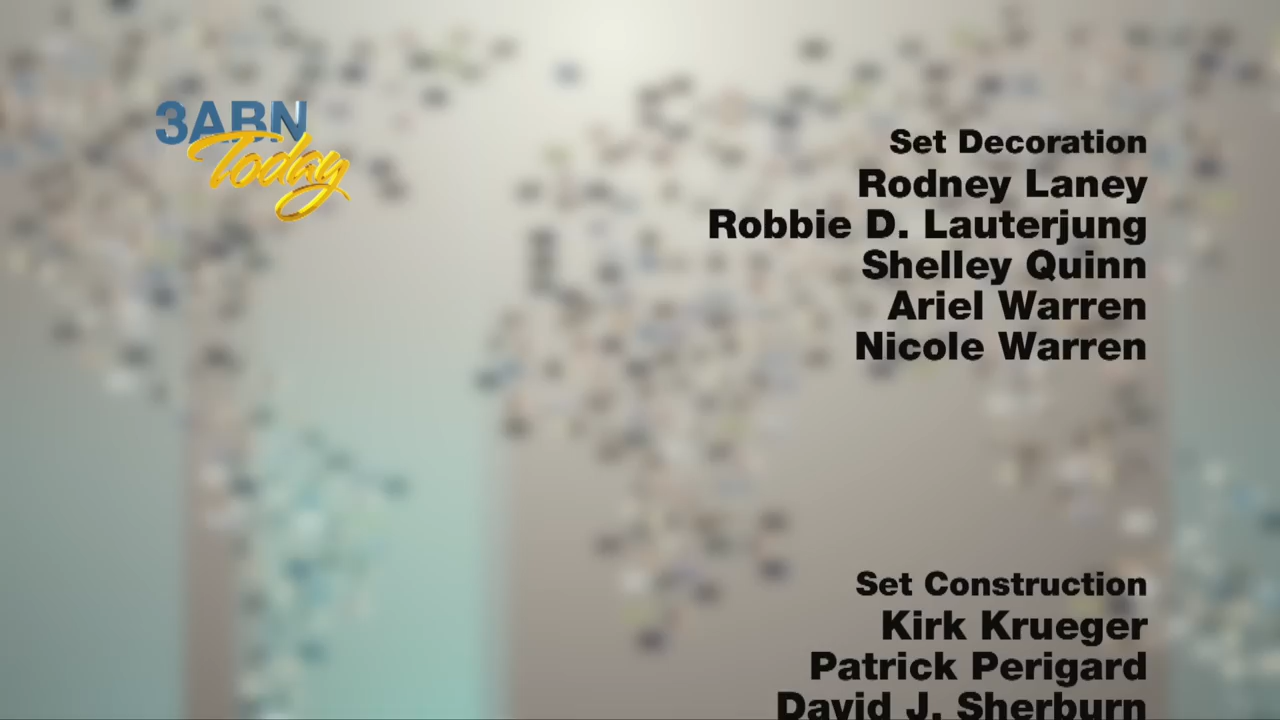 3ABN
Today
Set Decoration
Rodney Laney
Robbie D. Lauterjung
Shelley Quinn
Ariel Warren
Nicole Warren
Set Construction
Kirk Krueger
Patrick Perigard
David J. Sherburn